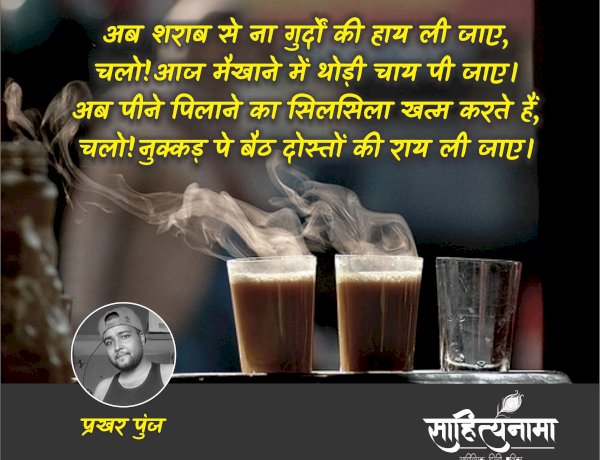 अब शराब से ना गुर्दों की हाय ली जाए,
चलो! आज मैखाने में थोड़ी चाय पी जाए।
अब पीने पिलाने का सिलसिला खत्म करते हैं,
चलो! नुक्कड़ पे बैठ दोस्तों की राय ली जाए।
प्रखर पुंज
साहित्यनामा